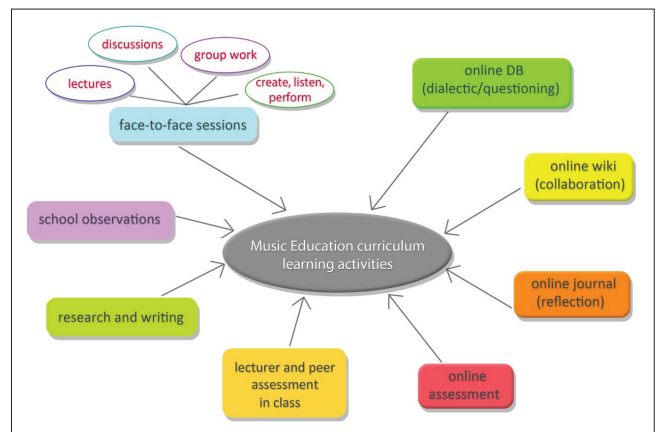 discussions
group work
lectures
create, listen,
perform
face-to-face sessions
online DB
(dialectic/questioning)
online wiki
(collaboration)
school observations
Music Education curriculum
learning activities
online journal
(reflection)
research and writing
lecturer and peer
assessment
in class
online
assessment